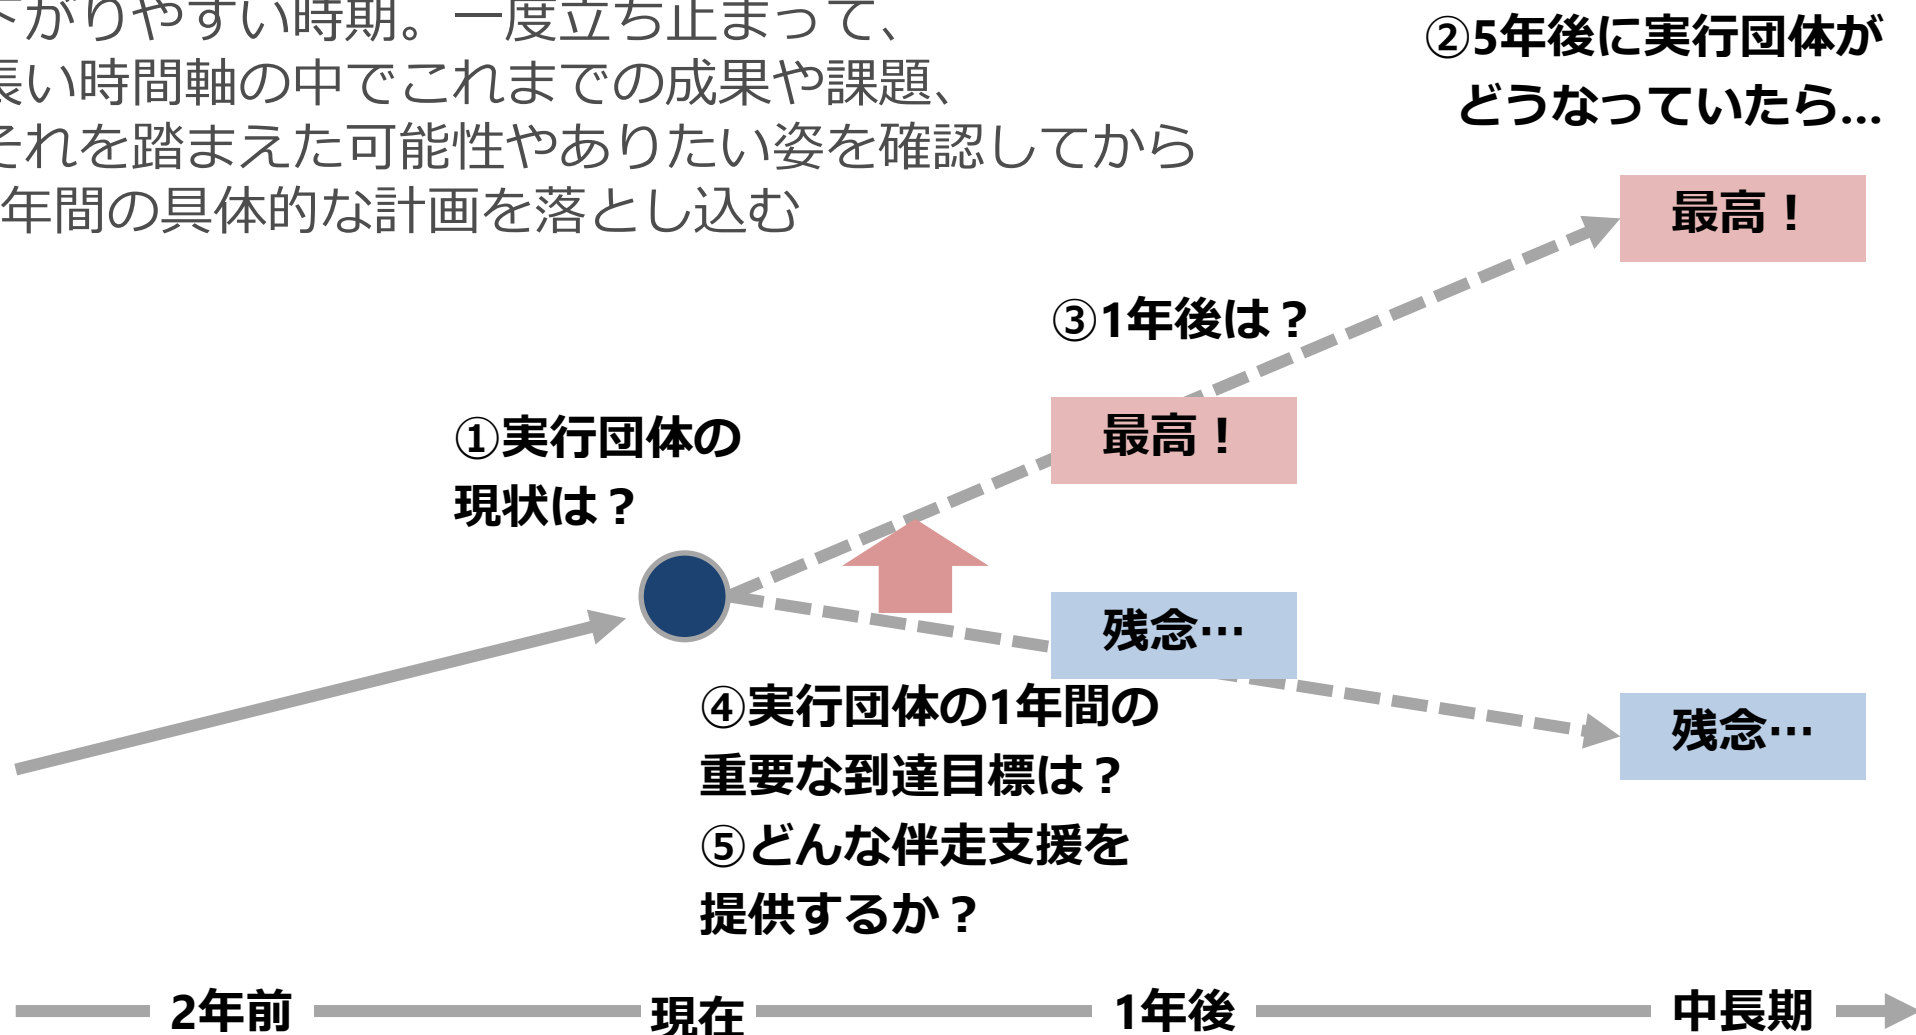 下がりやすい時期。一度立ち止まって、
長い時間軸の中でこれまでの成果や課題、
それを踏まえた可能性やありたい姿を確認してから
年間の具体的な計画を落とし込む
②5年後に実行団体が
どうなっていたら...
最高！
③1年後は？
最高！
①実行団体の
現状は？
残念…
④実行団体の1年間の
重要な到達目標は？
⑤どんな伴走支援を
提供するか？
残念…
2年前
現在
1年後
中長期